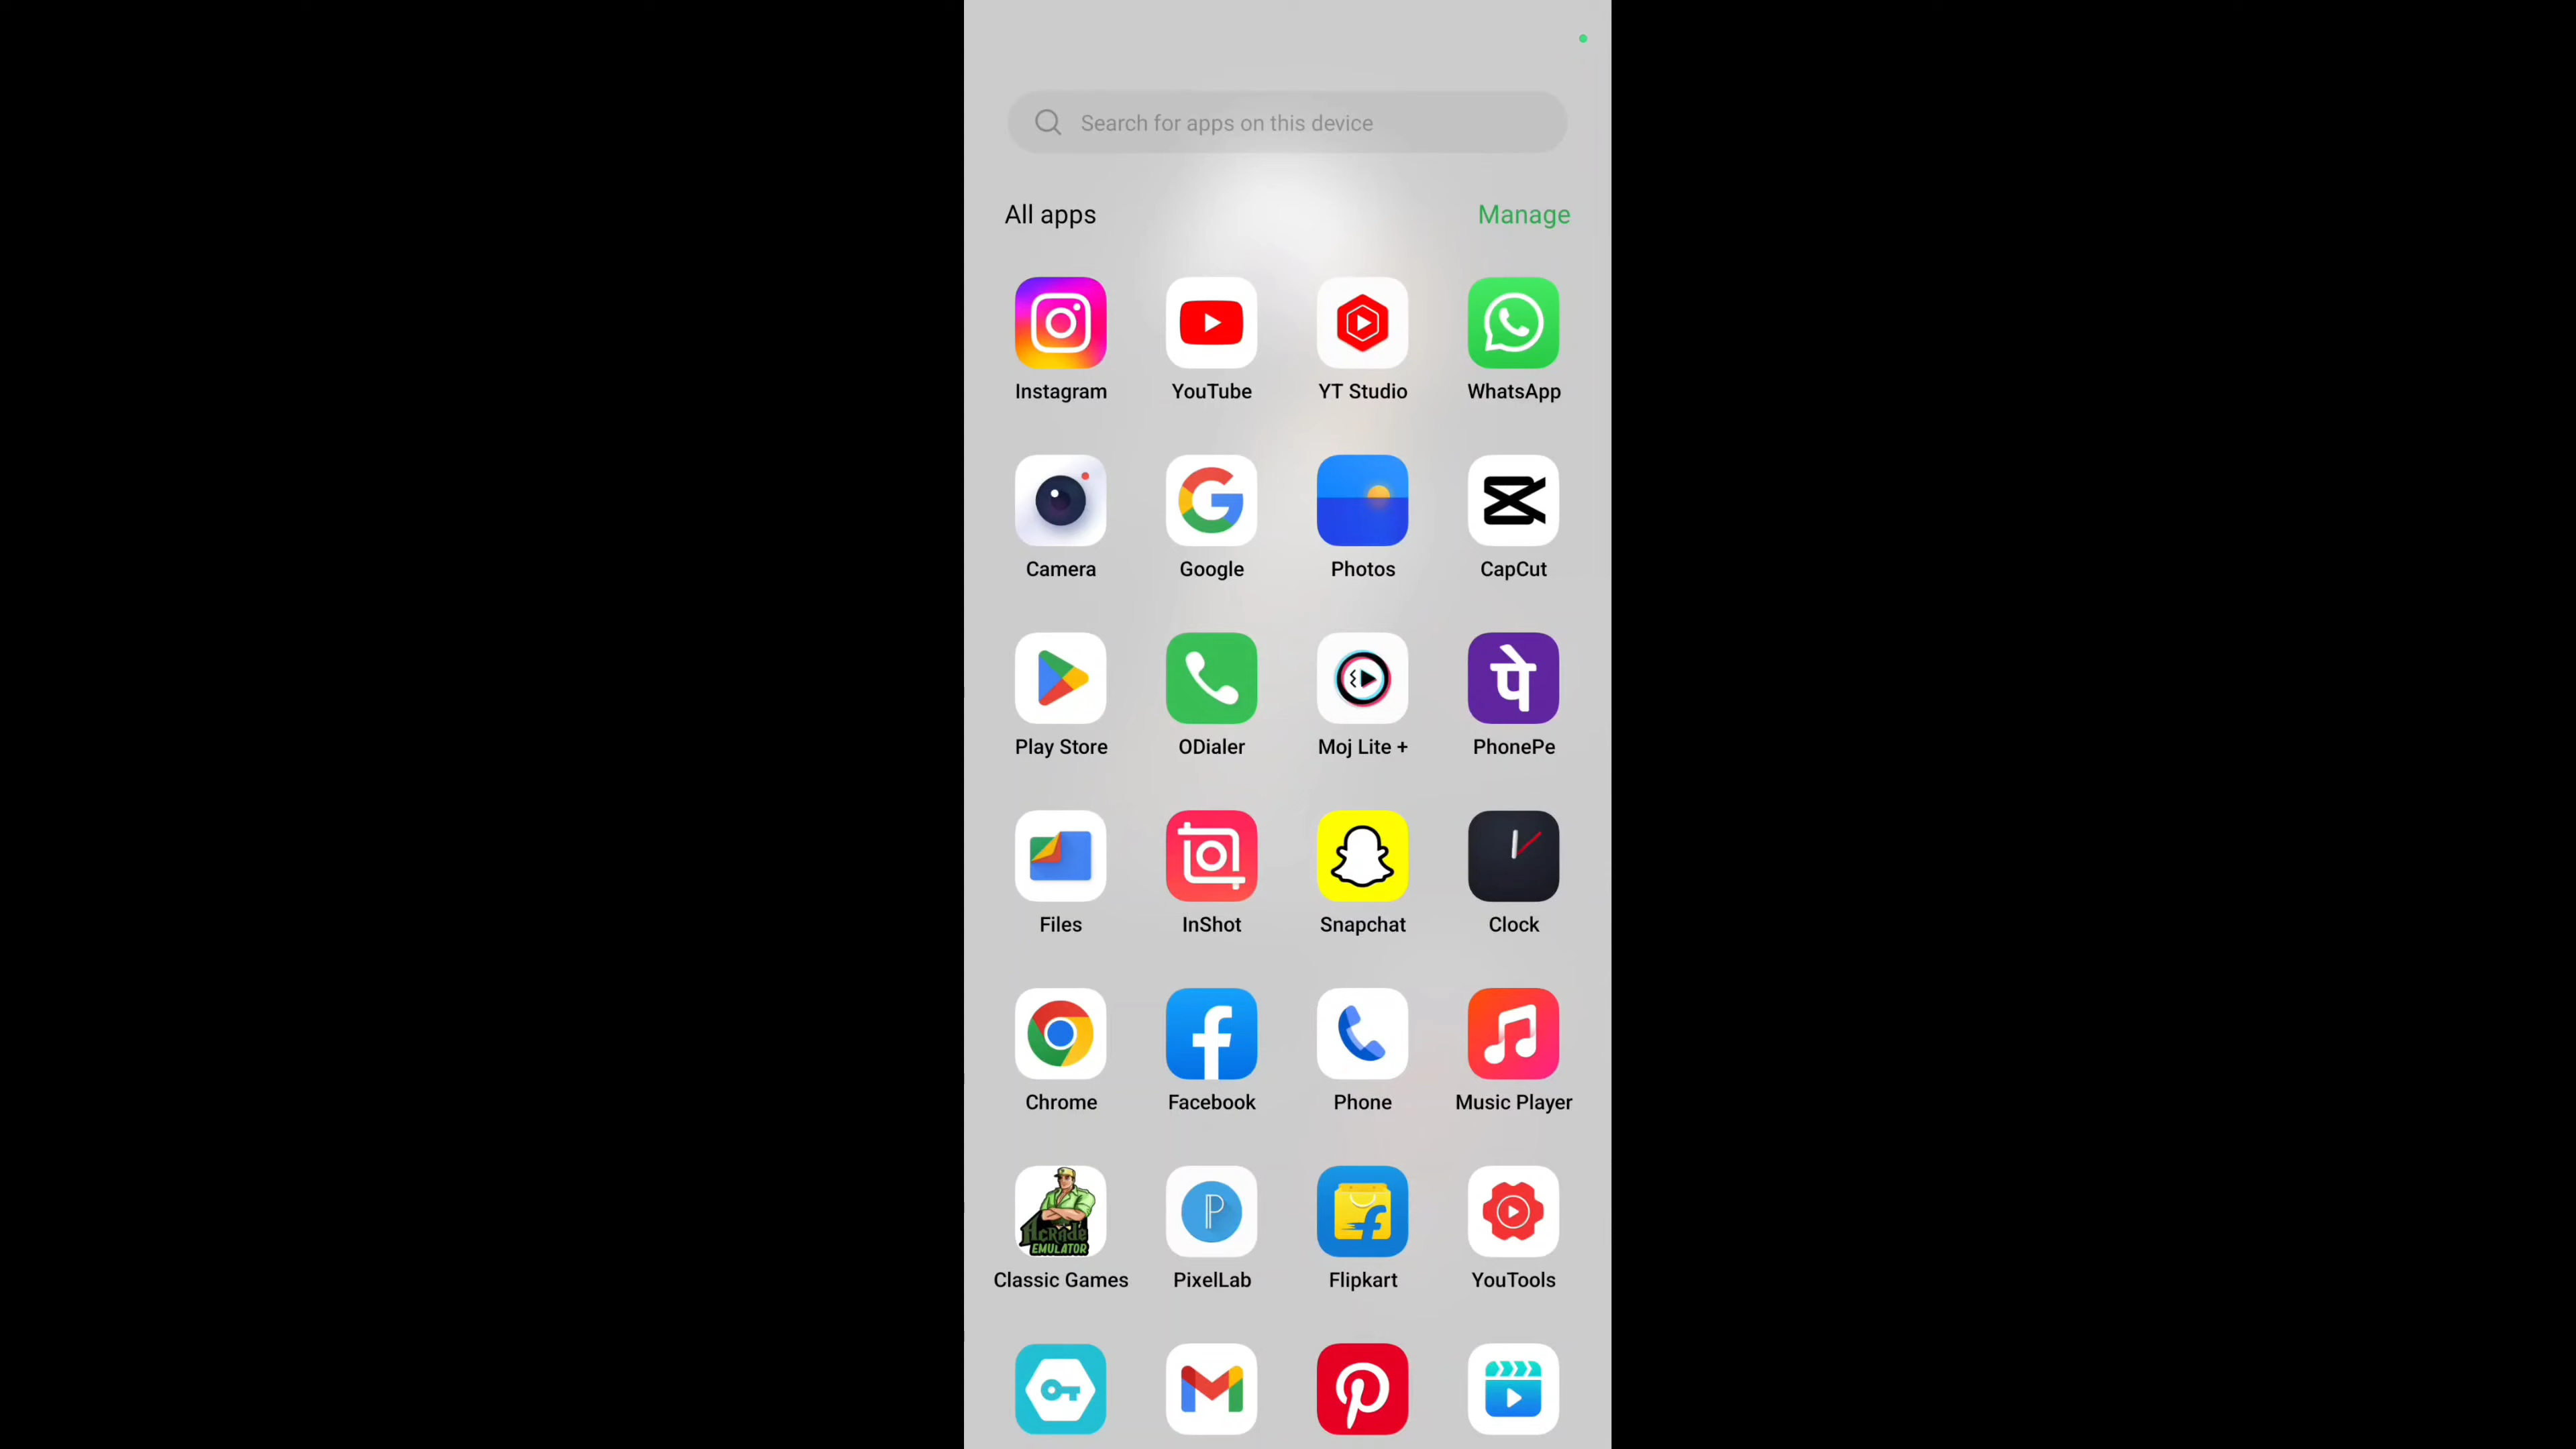 Search for apps on this device
All apps
Manage
Instagram
YouTube
YT Studio
WhatsApp
Camera
Google
Photos
CapCut
पे
Play Store
ODialer
Moj Lite +
PhonePe
Files
InShot
Snapchat
Clock
Chrome
Facebook
Phone
Music Player
Acrade
EMULATOR
Classic Games
PixelLab
Flipkart
YouTools